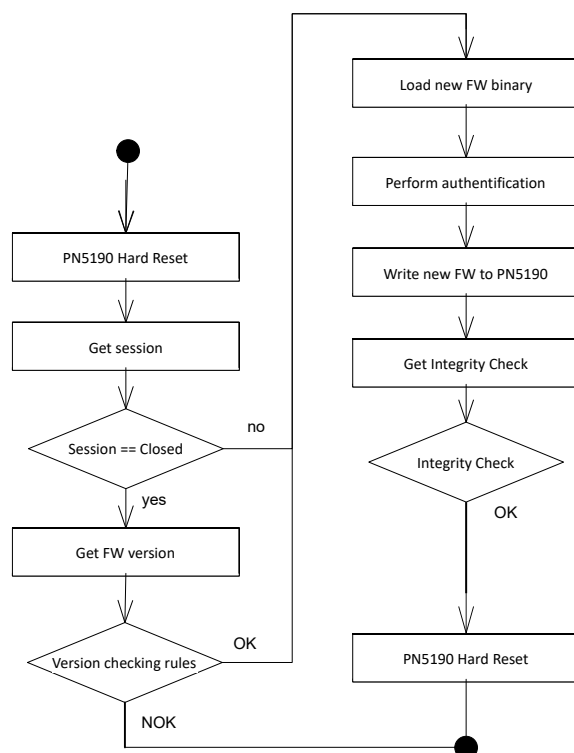 PN5190 Hard Reset
Get session
Session == Closed
no
yes
Get FW version
Version checking rules
OK
NOK
Load new FW binary
Perform authentification
Write new FW to PN5190
Get Integrity Check
Integrity Check
OK
PN5190 Hard Reset